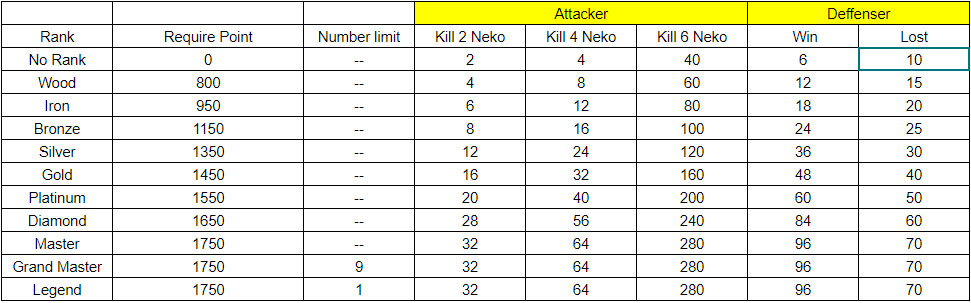 Attacker Deffenser
Rank Require Point Number limit Kill 2 Neko Kill 4 Neko Kill 6 Neko Win Lost
No Rank 0 -- 2 4 40 6 10
Wood 800 -- 4 8 60 12 15
Iron 950 -- 6 12 80 18 20
Bronze 1150 -- 8 16 100 24 25
Silver 1350 -- 12 24 120 36 30
Gold 1450 -- 16 32 160 48 40
Platinum 1550 -- 20 40 200 60 50
Diamond 1650 -- 28 56 240 84 60
Master 1750 -- 32 64 280 96 70
Grand Master 1750 9 32 64 280 96 70
Legend 1750 1 32 64 280 96 70